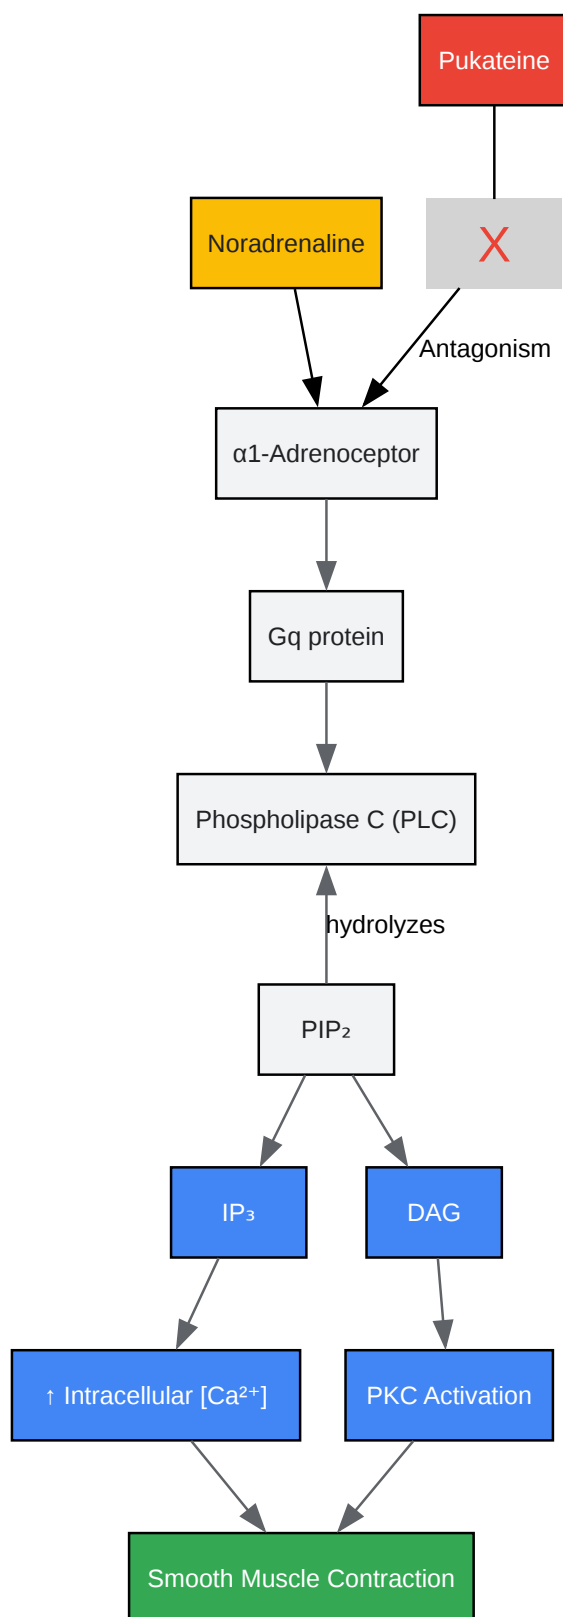 Pukateine
Noradrenaline
X
Antagonism
α1-Adrenoceptor
Gq protein
Phospholipase C (PLC)
hydrolyzes
PIP₂
IP₃
DAG
↑ Intracellular [Ca²⁺]
PKC Activation
Smooth Muscle Contraction